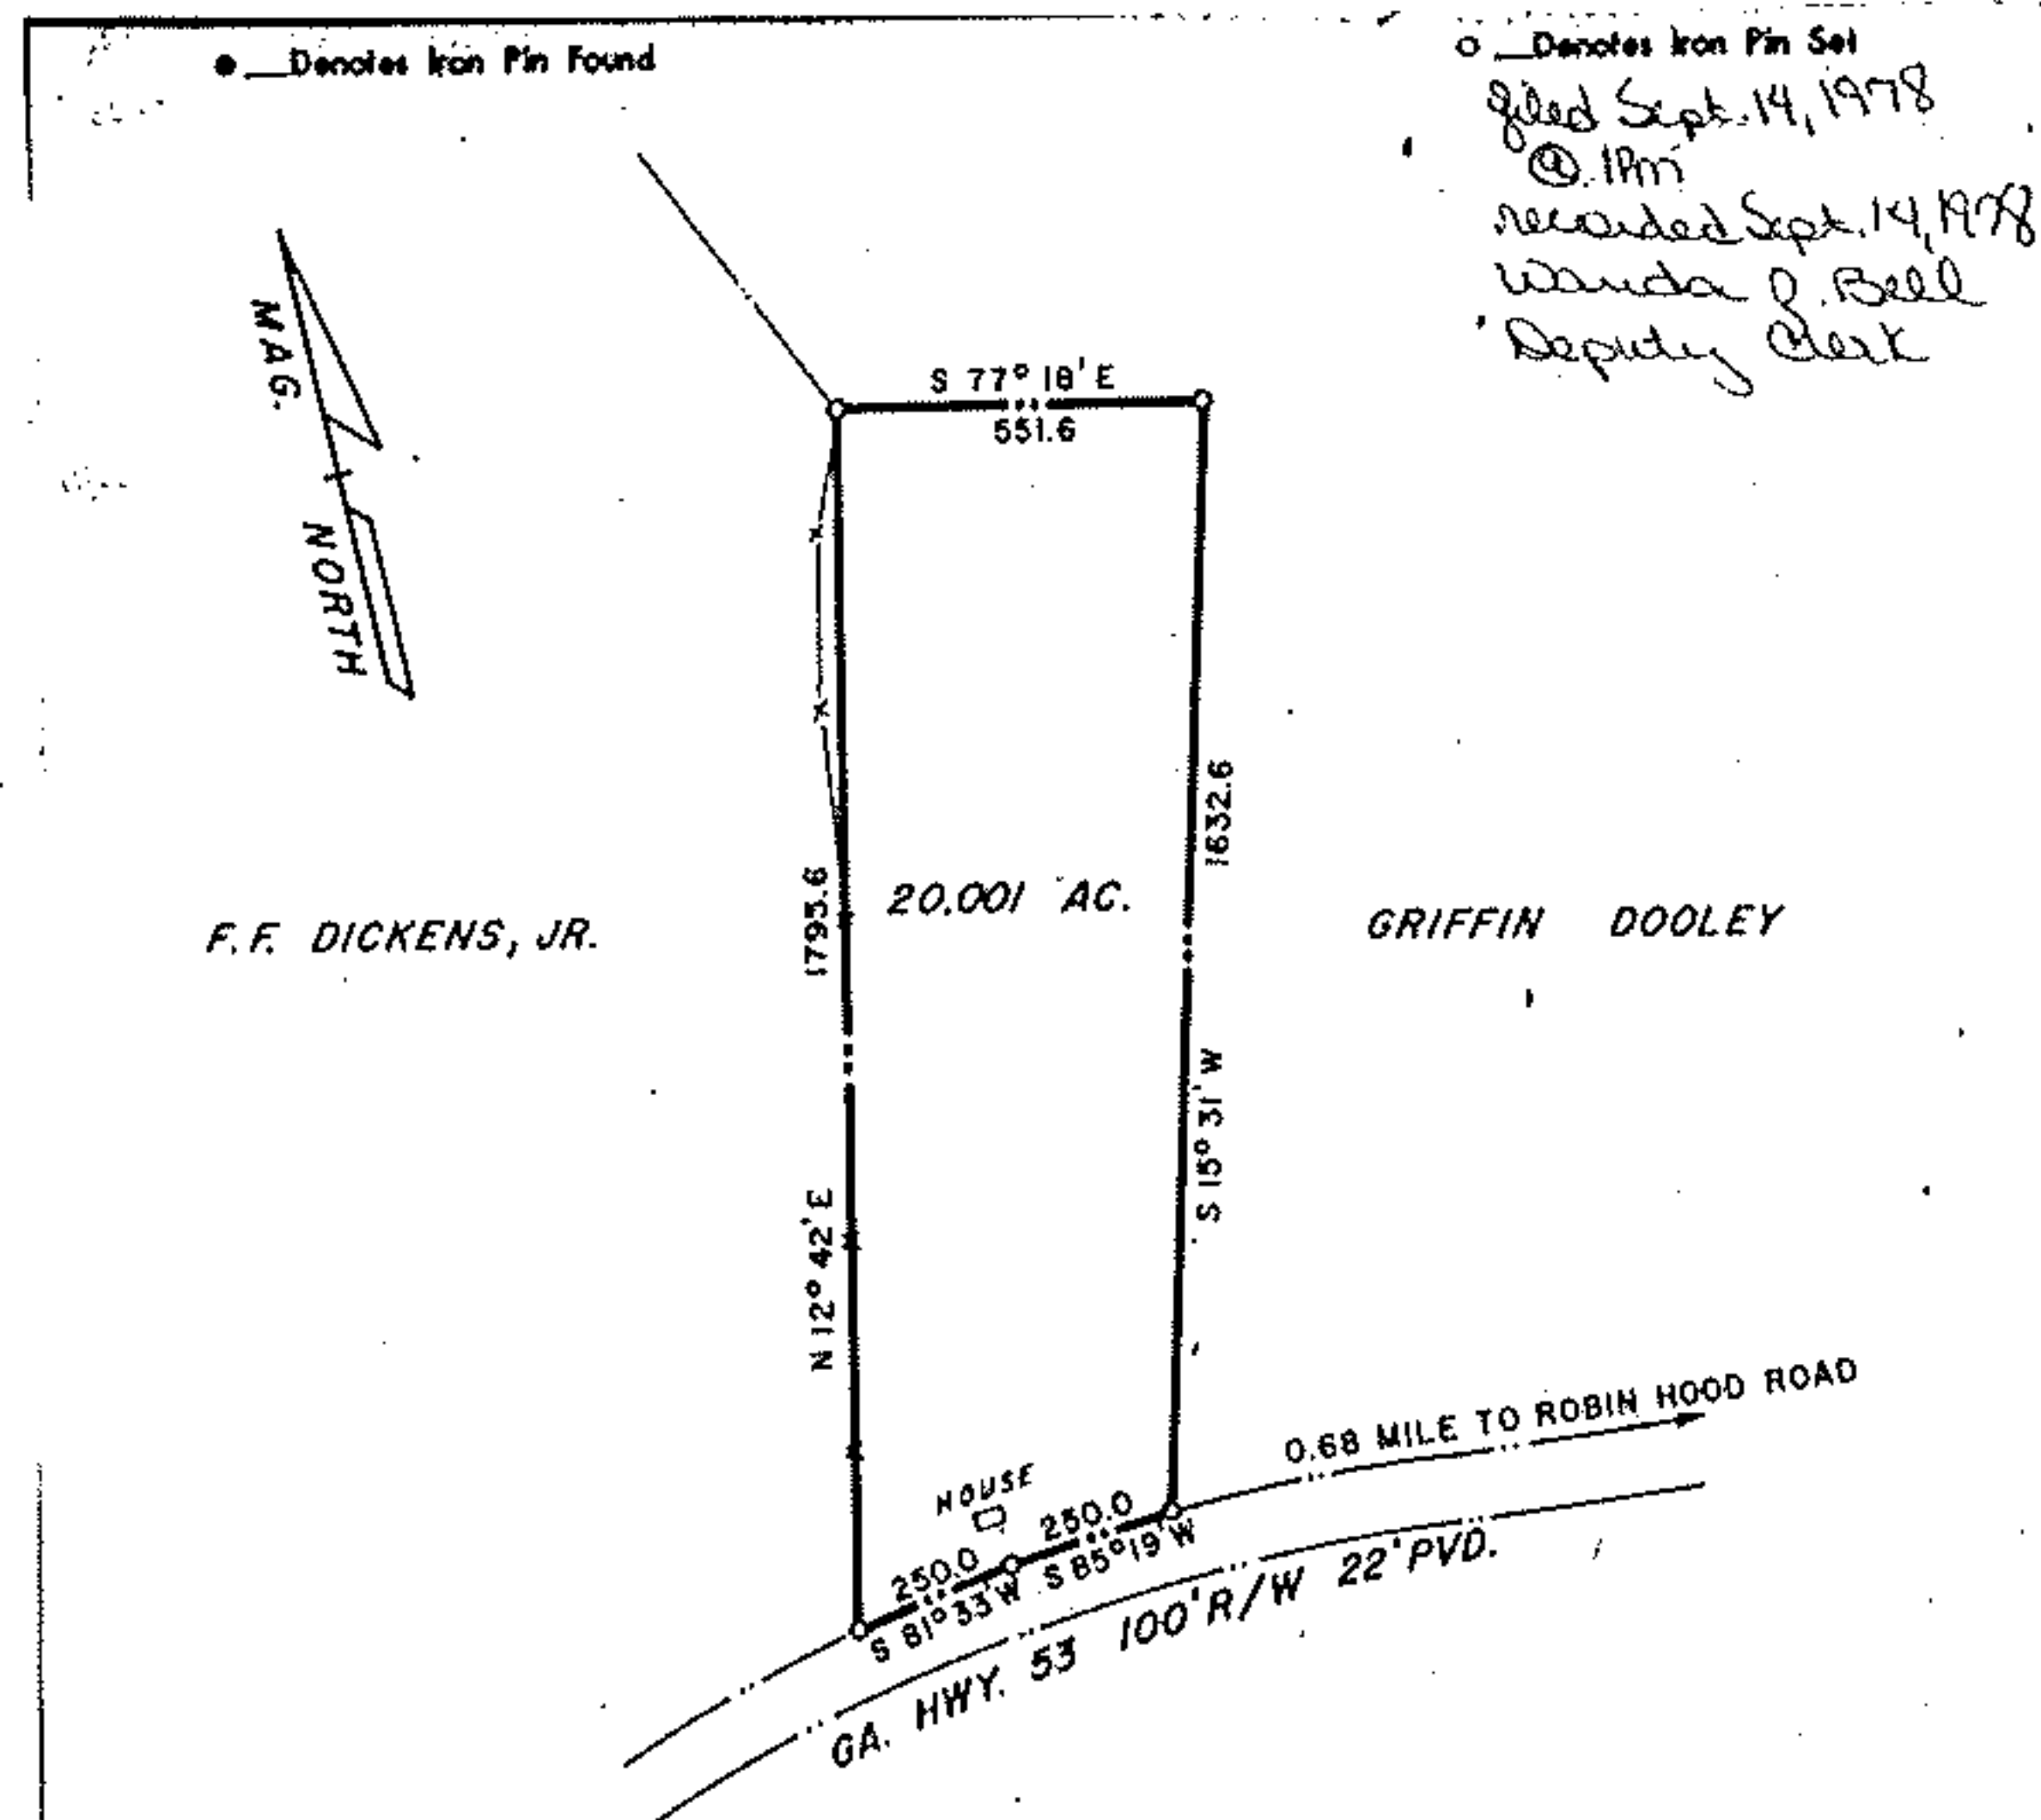 ● __Denotes Iron Pin Found
○ __Denotes Iron Pin Set
filed Sept. 14, 1978
@ 1Pm
recorded Sept. 14, 1978
Wanda J. Bell
Deputy Clerk
MAG. NORTH
S 77° 18' E
551.6
1632.6
S 15° 31' W
1795.6
N 12° 42' E
20.001 AC.
F. F. DICKENS, JR.
GRIFFIN DOOLEY
HOUSE
250.0
S 81° 33' W
250.0
S 85° 19' W
0.68 MILE TO ROBIN HOOD ROAD
GA. HWY. 53 100' R/W 22' PVD.